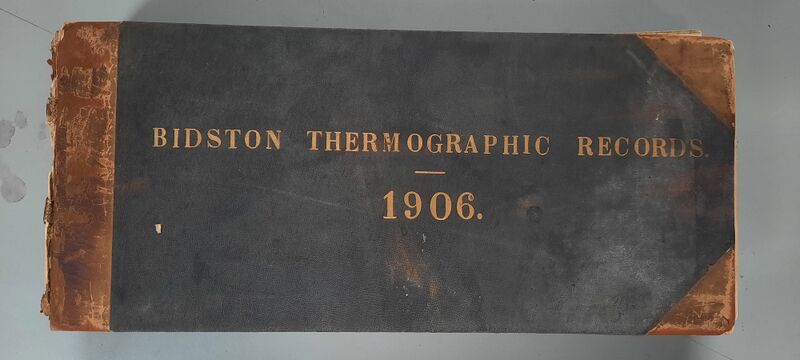 BIDSTON THERMOGRAPHIC RECORDS.
1906.